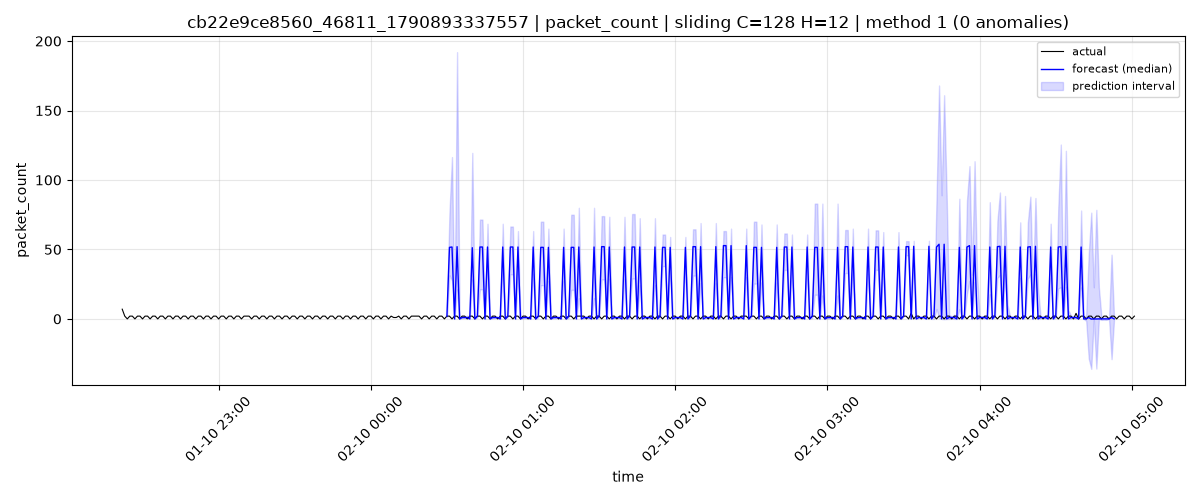 cb22e9ce8560_46811_1790893337557 | packet_count | sliding C=128 H=12 | method 1 (0 anomalies)
actual
forecast (median)
prediction interval
200
150
100
50
0
packet_count
01-10 23:00
02-10 00:00
02-10 01:00
02-10 02:00
02-10 03:00
02-10 04:00
02-10 05:00
time